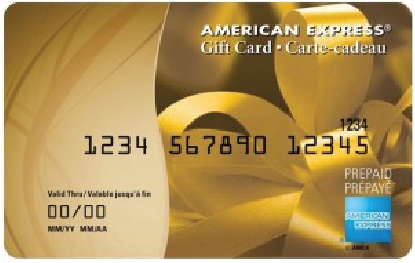 AMERICAN EXPRESS®
Gift Card • Carte-cadeau
1234
1234 567890 12345
PREPAID
PRÉPAYÉ
Valid Thru / Valable jusqu'à fin
00/00
MM/YY MM/AA
AMERICAN
EXPRESS